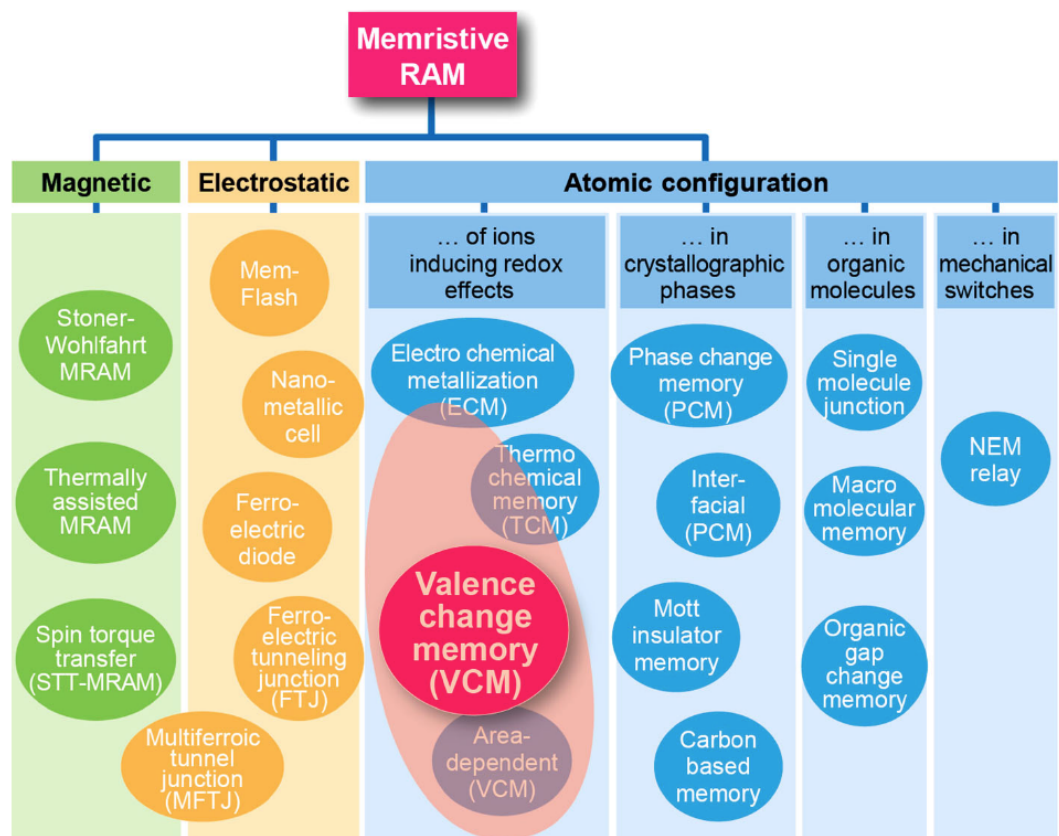 Memristive
RAM
Magnetic
Electrostatic
Atomic configuration
... of ions
inducing redox
effects
... in
crystallographic
phases
... in
organic
molecules
... in
mechanical
switches
Stoner-
Wohlfahrt
MRAM
Thermally
assisted
MRAM
Spin torque
transfer
(STT-MRAM)
Mem-
Flash
Nano-
metallic
cell
Ferro-
electric
diode
Ferro-
electric
tunneling
junction
(FTJ)
Multiferroic
tunnel
junction
(MFTJ)
Electro chemical
metallization
(ECM)
Thermo
chemical
memory
(TCM)
Valence
change
memory
(VCM)
Area-
dependent
(VCM)
Phase change
memory
(PCM)
Inter-
facial
(PCM)
Mott
insulator
memory
Carbon
based
memory
Single
molecule
junction
Macro
molecular
memory
Organic
gap
change
memory
NEM
relay